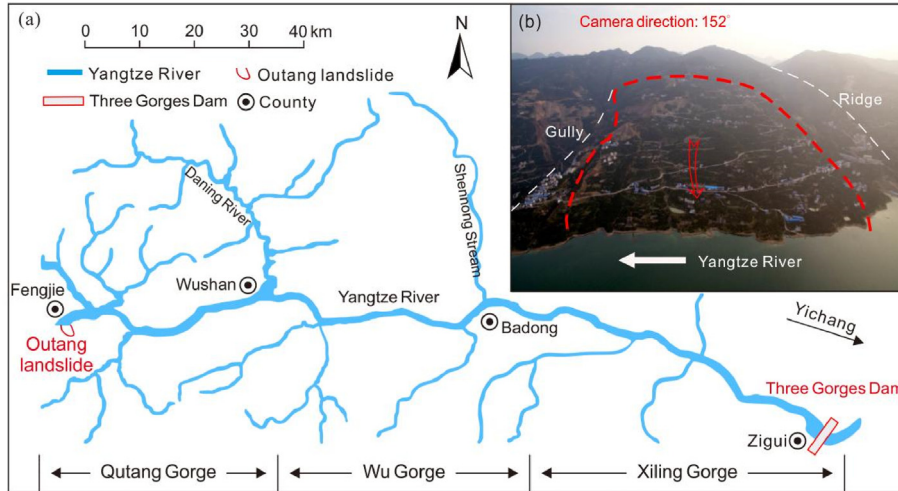 (a)
0 10 20 30 40 km
Yangtze River
Outang landslide
Three Gorges Dam
County
N
(b)
Camera direction: 152°
Gully
Ridge
Yangtze River
Daning River
Shennong Stream
Fengjie
Wushan
Yangtze River
Badong
Outang
landslide
Yichang
Three Gorges Dam
Zigui
Qutang Gorge
Wu Gorge
Xiling Gorge